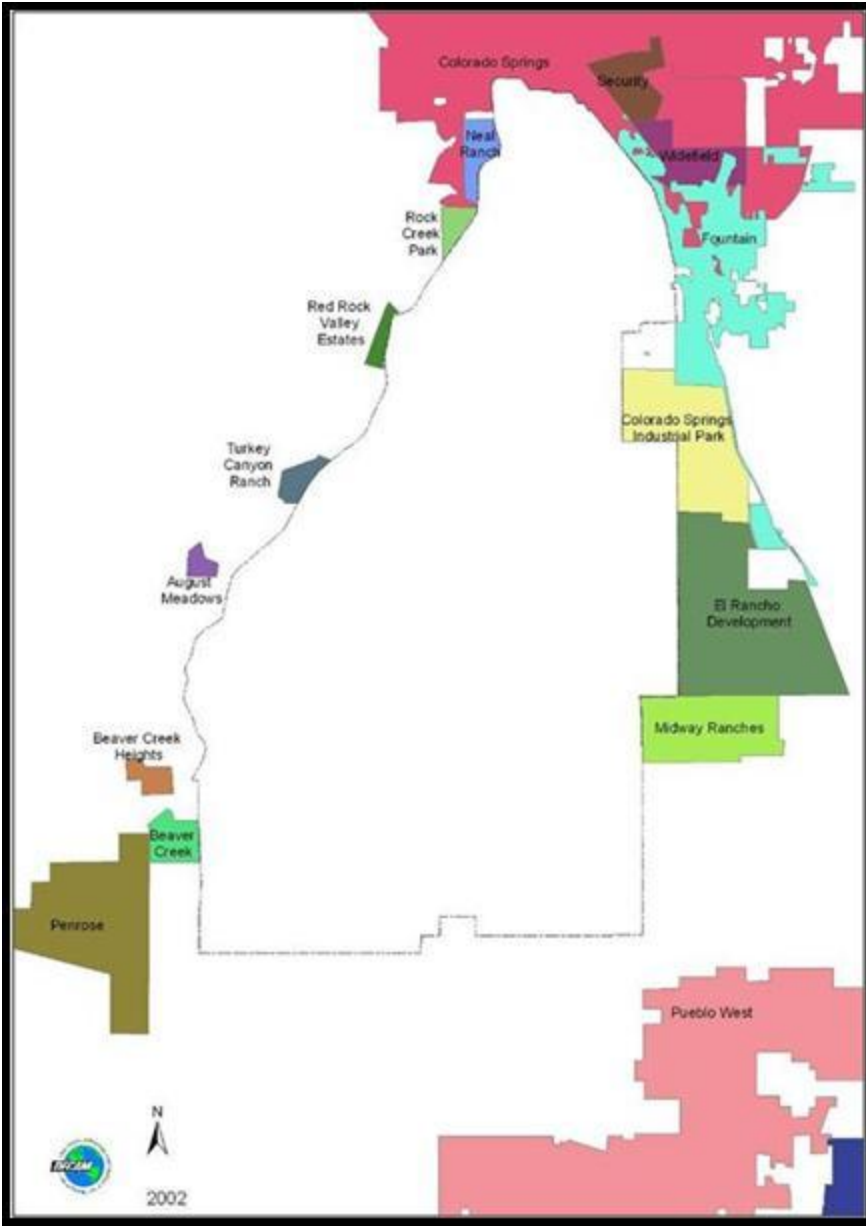 Colorado Springs
Security
Neal
Ranch
Widefield
Rock
Creek
Park
Fountain
Red Rock
Valley
Estates
Colorado Springs
Industrial Park
Turkey
Canyon
Ranch
August
Meadows
El Rancho
Development
Midway Ranches
Beaver Creek
Heights
Beaver
Creek
Penrose
Pueblo West
N
2002